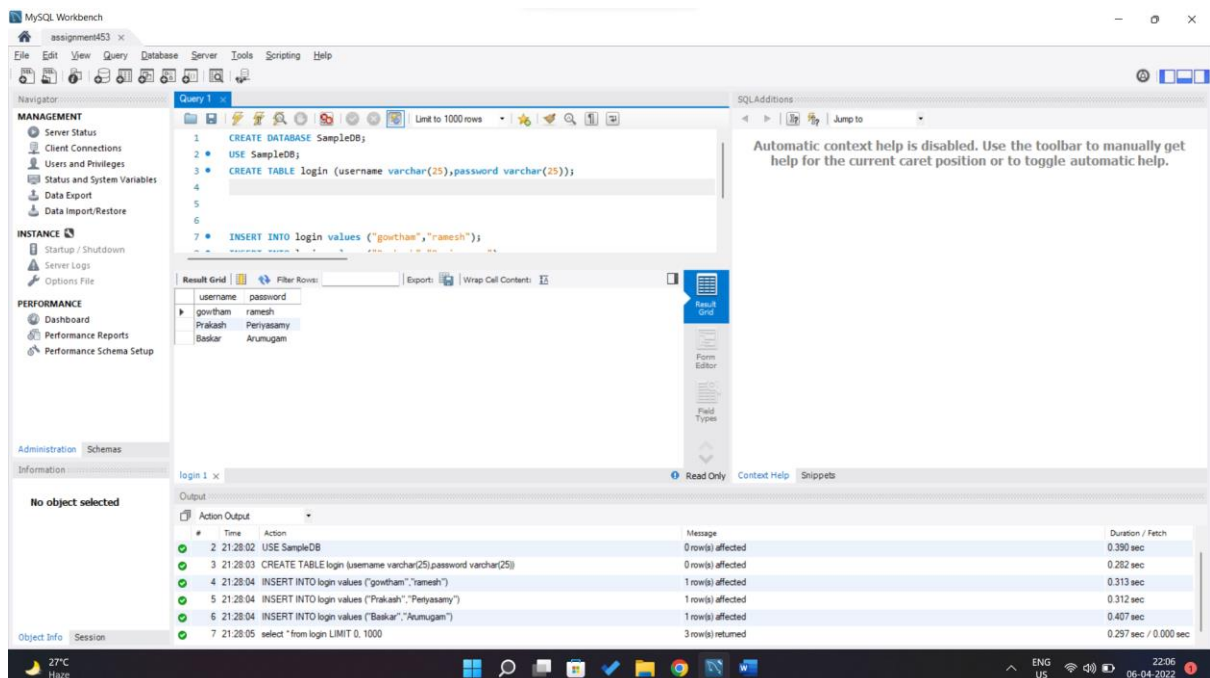 MySQL Workbench
assignment453 ×
File Edit View Query Database Server Tools Scripting Help
Navigator
MANAGEMENT
Server Status
Client Connections
Users and Privileges
Status and System Variables
Data Export
Data Import/Restore
INSTANCE
Startup / Shutdown
Server Logs
Options File
PERFORMANCE
Dashboard
Performance Reports
Performance Schema Setup
Administration Schemas
Information
No object selected
Object Info Session
Query 1 ×
Limit to 1000 rows
1 CREATE DATABASE SampleDB;
2 USE SampleDB;
3 CREATE TABLE login (username varchar(25),password varchar(25));
4
5
6
7 INSERT INTO login values ("gowtham","ramesh");
Result Grid Filter Rows: Export: Wrap Cell Content:
username password
gowtham ramesh
Prakash Periyasamy
Baskar Arumugam
Result Grid
Form Editor
Field Types
login 1 × Read Only
SQLAdditions
Jump to
Automatic context help is disabled. Use the toolbar to manually get
help for the current caret position or to toggle automatic help.
Context Help Snippets
Output
Action Output
# Time Action Message Duration / Fetch
2 21:28:02 USE SampleDB 0 row(s) affected 0.390 sec
3 21:28:03 CREATE TABLE login (username varchar(25),password varchar(25)) 0 row(s) affected 0.282 sec
4 21:28:04 INSERT INTO login values ("gowtham","ramesh") 1 row(s) affected 0.313 sec
5 21:28:04 INSERT INTO login values ("Prakash","Periyasamy") 1 row(s) affected 0.312 sec
6 21:28:04 INSERT INTO login values ("Baskar","Arumugam") 1 row(s) affected 0.407 sec
7 21:28:05 select * from login LIMIT 0, 1000 3 row(s) returned 0.297 sec / 0.000 sec
27°C
Haze
ENG
US
22:06
06-04-2022
1